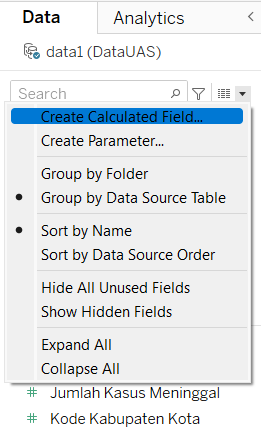 Data Analytics
data1 (DataUAS)
Search
Create Calculated Field...
Create Parameter...
Group by Folder
Group by Data Source Table
Sort by Name
Sort by Data Source Order
Hide All Unused Fields
Show Hidden Fields
Expand All
Collapse All
Jumlah Kasus Meninggal
Kode Kabupaten Kota